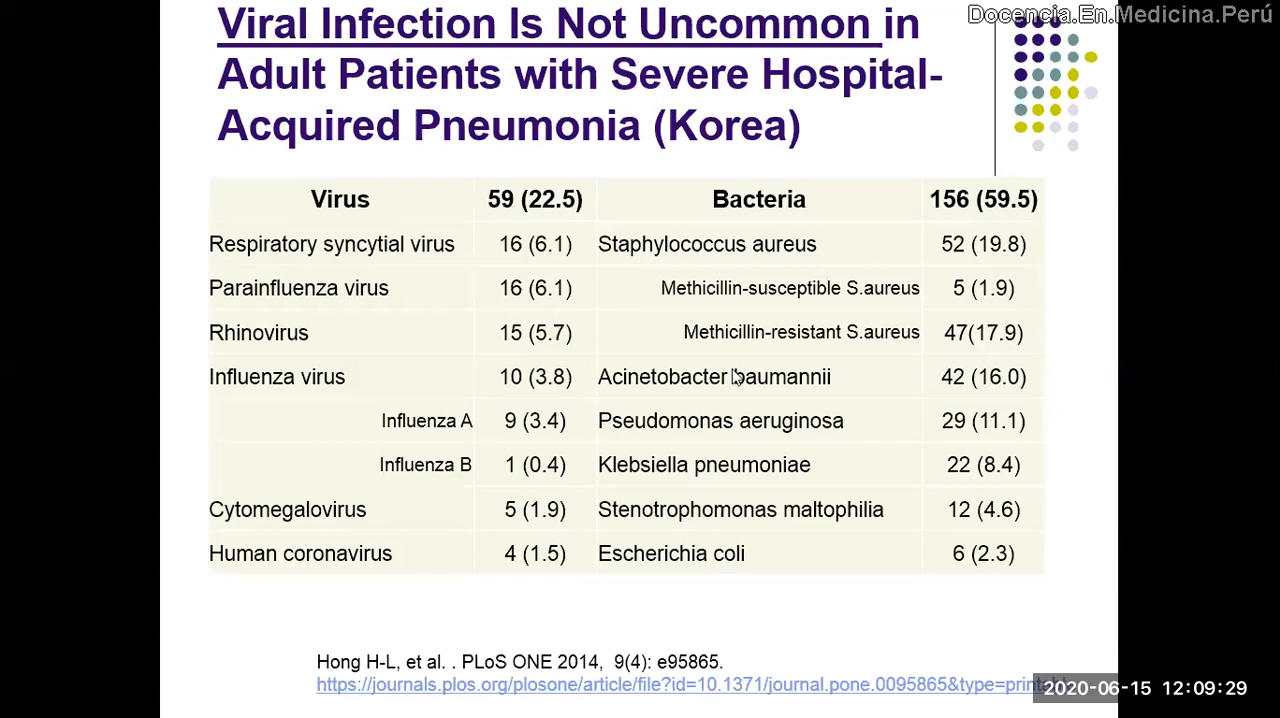 Docencia.En.Medicina.Perú
Viral Infection Is Not Uncommon in
Adult Patients with Severe Hospital-
Acquired Pneumonia (Korea)
Virus 59 (22.5) Bacteria 156 (59.5)
Respiratory syncytial virus 16 (6.1) Staphylococcus aureus 52 (19.8)
Parainfluenza virus 16 (6.1) Methicillin-susceptible S.aureus 5 (1.9)
Rhinovirus 15 (5.7) Methicillin-resistant S.aureus 47(17.9)
Influenza virus 10 (3.8) Acinetobacter baumannii 42 (16.0)
Influenza A 9 (3.4) Pseudomonas aeruginosa 29 (11.1)
Influenza B 1 (0.4) Klebsiella pneumoniae 22 (8.4)
Cytomegalovirus 5 (1.9) Stenotrophomonas maltophilia 12 (4.6)
Human coronavirus 4 (1.5) Escherichia coli 6 (2.3)
Hong H-L, et al. . PLoS ONE 2014, 9(4): e95865.
https://journals.plos.org/plosone/article/file?id=10.1371/journal.pone.0095865&type=print
2020-06-15 12:09:29